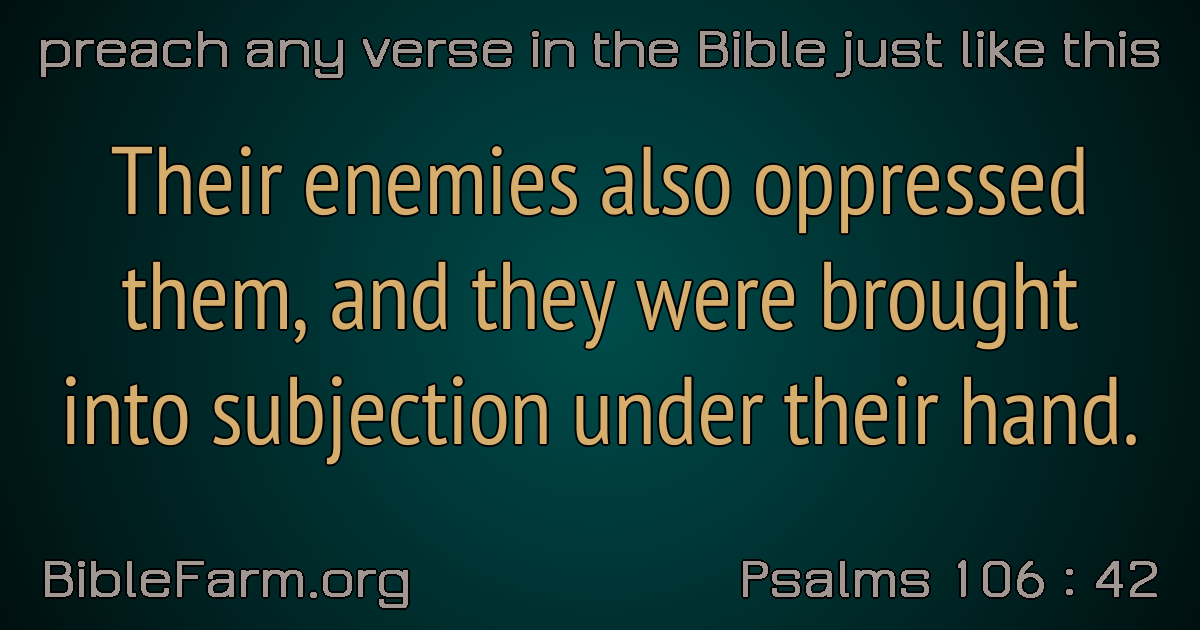 preach any verse in the Bible just like this
Their enemies also oppressed
them, and they were brought
into subjection under their hand.
BibleFarm.org
Psalms 106 : 42